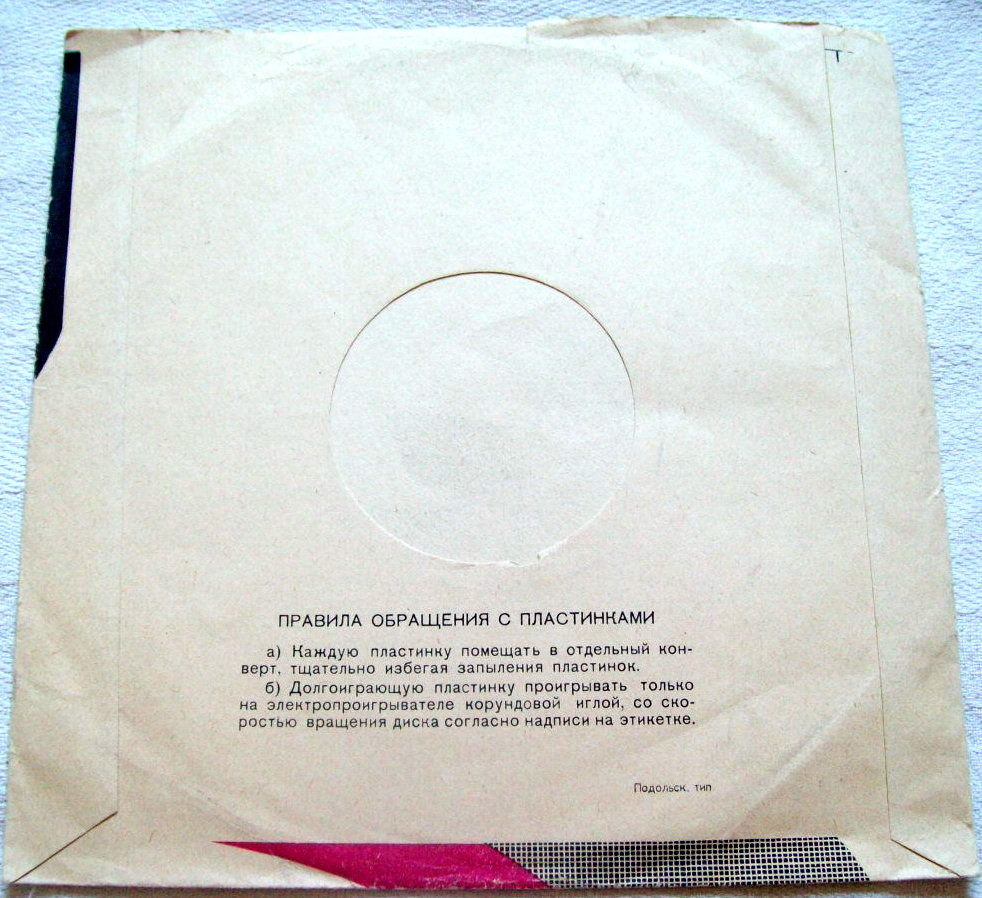 ПРАВИЛА ОБРАЩЕНИЯ С ПЛАСТИНКАМИ
а) Каждую пластинку помещать в отдельный кон-
верт, тщательно избегая запыления пластинок.
б) Долгоиграющую пластинку проигрывать только
на электропроигрывателе корундовой иглой, со ско-
ростью вращения диска согласно надписи на этикетке.
Подольск. тип